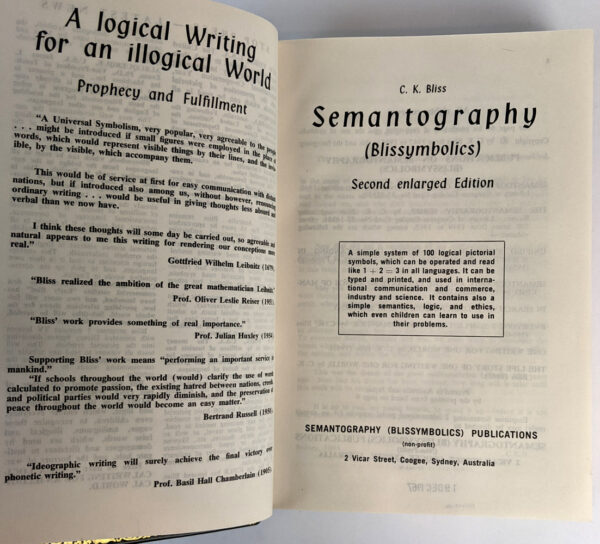 A logical Writing
for an illogical World
Prophecy and Fulfillment
"A Universal Symbolism, very popular, very agreeable to the people
. . . might be introduced if small figures were employed in the place of
words, which would represent visible things by their lines, and the
ible, by the visible, which accompany them.
This would be of service at first for easy communication with distant
nations, but if introduced also among us, without however, renouncing
ordinary writing . . . would be useful in giving thoughts less absurd and
verbal than we now have.
I think these thoughts will some day be carried out, so agreeable and
natural appears to me this writing for rendering our conceptions more
real."
Gottfried Wilhelm Leibnitz
"Bliss realized the ambition of the great mathematician Leibnitz"
Prof. Oliver Leslie Reiser
"Bliss' work provides something of real importance."
Prof. Julian Huxley
Supporting Bliss' work means "performing an important service to
mankind."
"If schools throughout the world (would) clarify the use of words
calculated to promote passion, the existing hatred between nations, creeds
and political parties would very rapidly diminish, and the preservation of
peace throughout the world would become an easy matter."
Bertrand Russell
"Ideographic writing will surely achieve the final victory over
phonetic writing."
Prof. Basil Hall Chamberlain (1905)
C. K. Bliss
Semantography
(Blissymbolics)
Second enlarged Edition
A simple system of 100 logical pictorial
symbols, which can be operated and read
like 1 + 2 = 3 in all languages. It can be
typed and printed, and used in interna-
tional communication and commerce,
industry and science. It contains also a
simple semantics, logic, and ethics,
which even children can learn to use in
their problems.
SEMANTOGRAPHY (BLISSYMBOLICS) PUBLICATIONS
(non-profit)
2 Vicar Street, Coogee, Sydney, Australia
19 DEC 1967